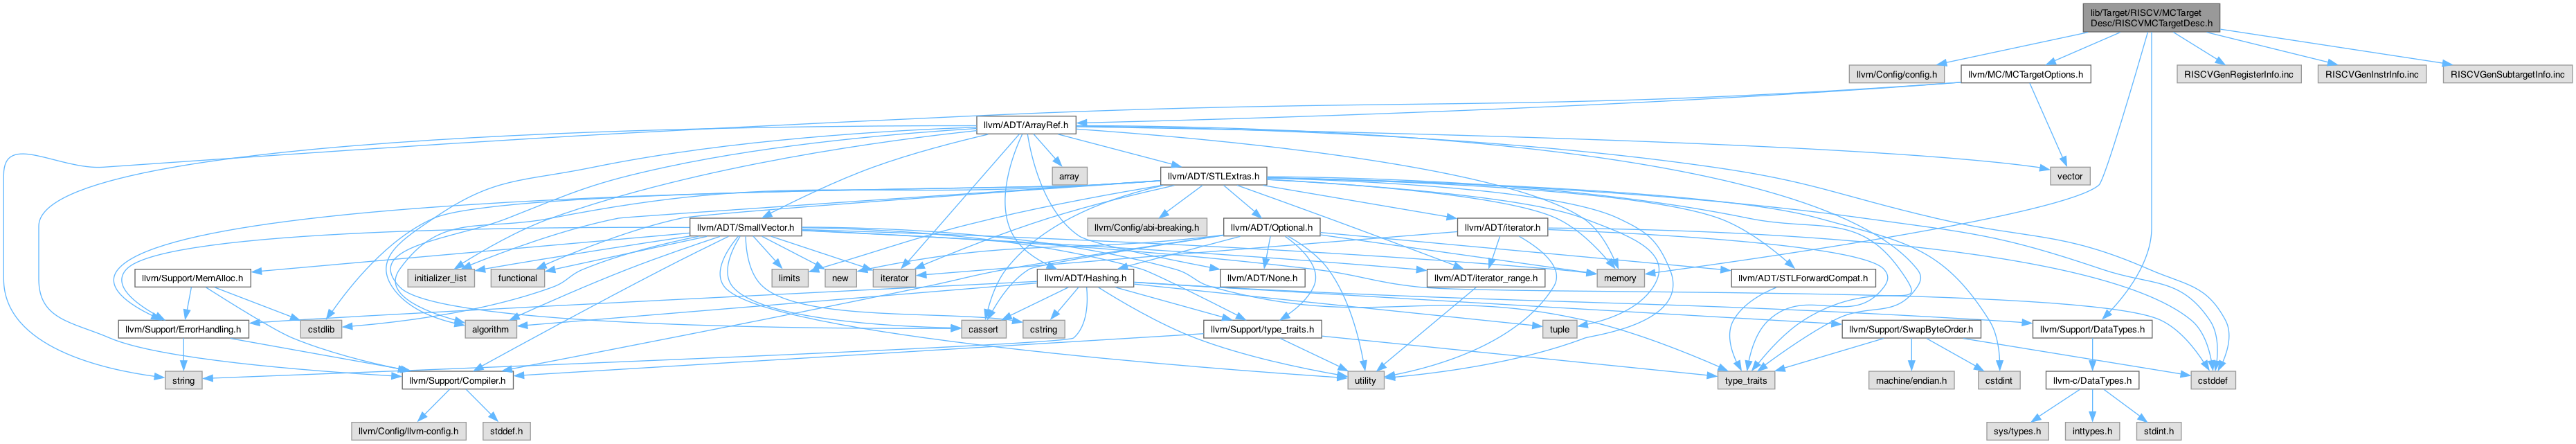 lib/Target/RISCV/MCTarget
Desc/RISCVMCTargetDesc.h
llvm/Config/config.h
llvm/MC/MCTargetOptions.h
RISCVGenRegisterInfo.inc
RISCVGenInstrInfo.inc
RISCVGenSubtargetInfo.inc
llvm/ADT/ArrayRef.h
array
llvm/ADT/STLExtras.h
vector
llvm/ADT/SmallVector.h
llvm/Config/abi-breaking.h
llvm/ADT/Optional.h
llvm/ADT/iterator.h
llvm/Support/MemAlloc.h
initializer_list
functional
limits
new
iterator
llvm/ADT/Hashing.h
llvm/ADT/None.h
llvm/ADT/iterator_range.h
memory
llvm/ADT/STLForwardCompat.h
llvm/Support/ErrorHandling.h
cstdlib
algorithm
cassert
cstring
llvm/Support/type_traits.h
tuple
llvm/Support/SwapByteOrder.h
llvm/Support/DataTypes.h
string
llvm/Support/Compiler.h
utility
type_traits
machine/endian.h
cstdint
llvm-c/DataTypes.h
cstddef
llvm/Config/llvm-config.h
stddef.h
sys/types.h
inttypes.h
stdint.h